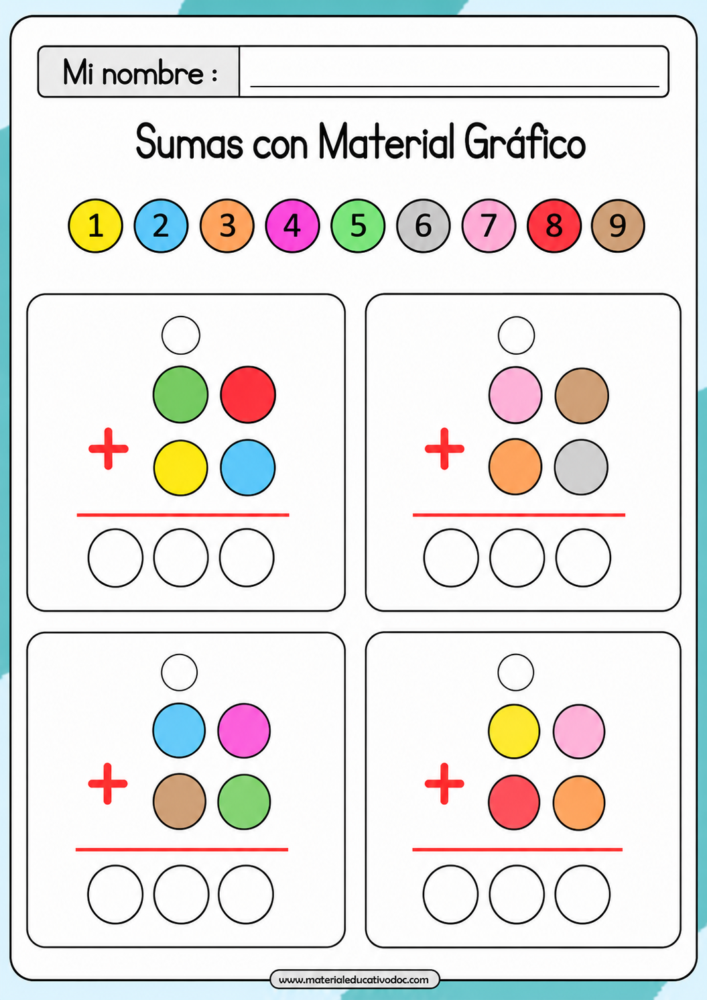 Mi nombre :
Sumas con Material Gráfico
1 2 3 4 5 6 7 8 9
+ +
+ +
www.materialeducativodoc.com